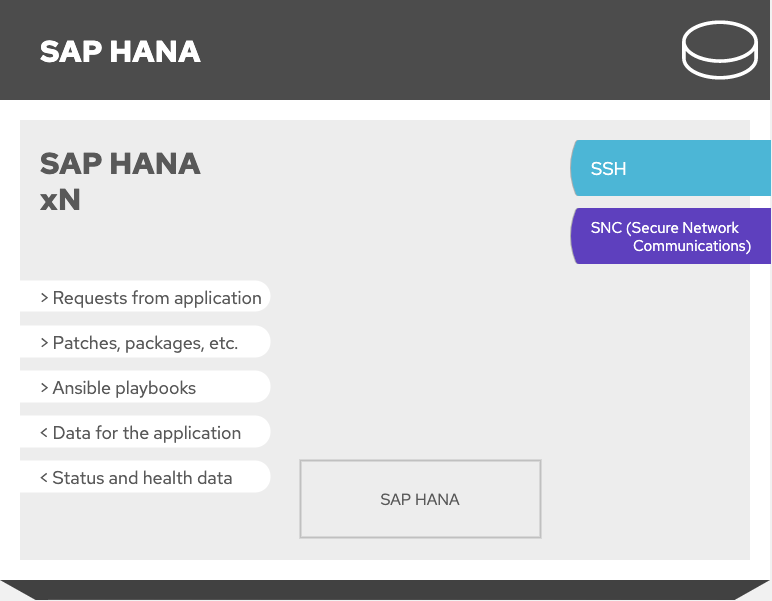 SAP HANA
SAP HANA
xN
SSH
SNC (Secure Network
Communications)
> Requests from application
> Patches, packages, etc.
> Ansible playbooks
< Data for the application
< Status and health data
SAP HANA